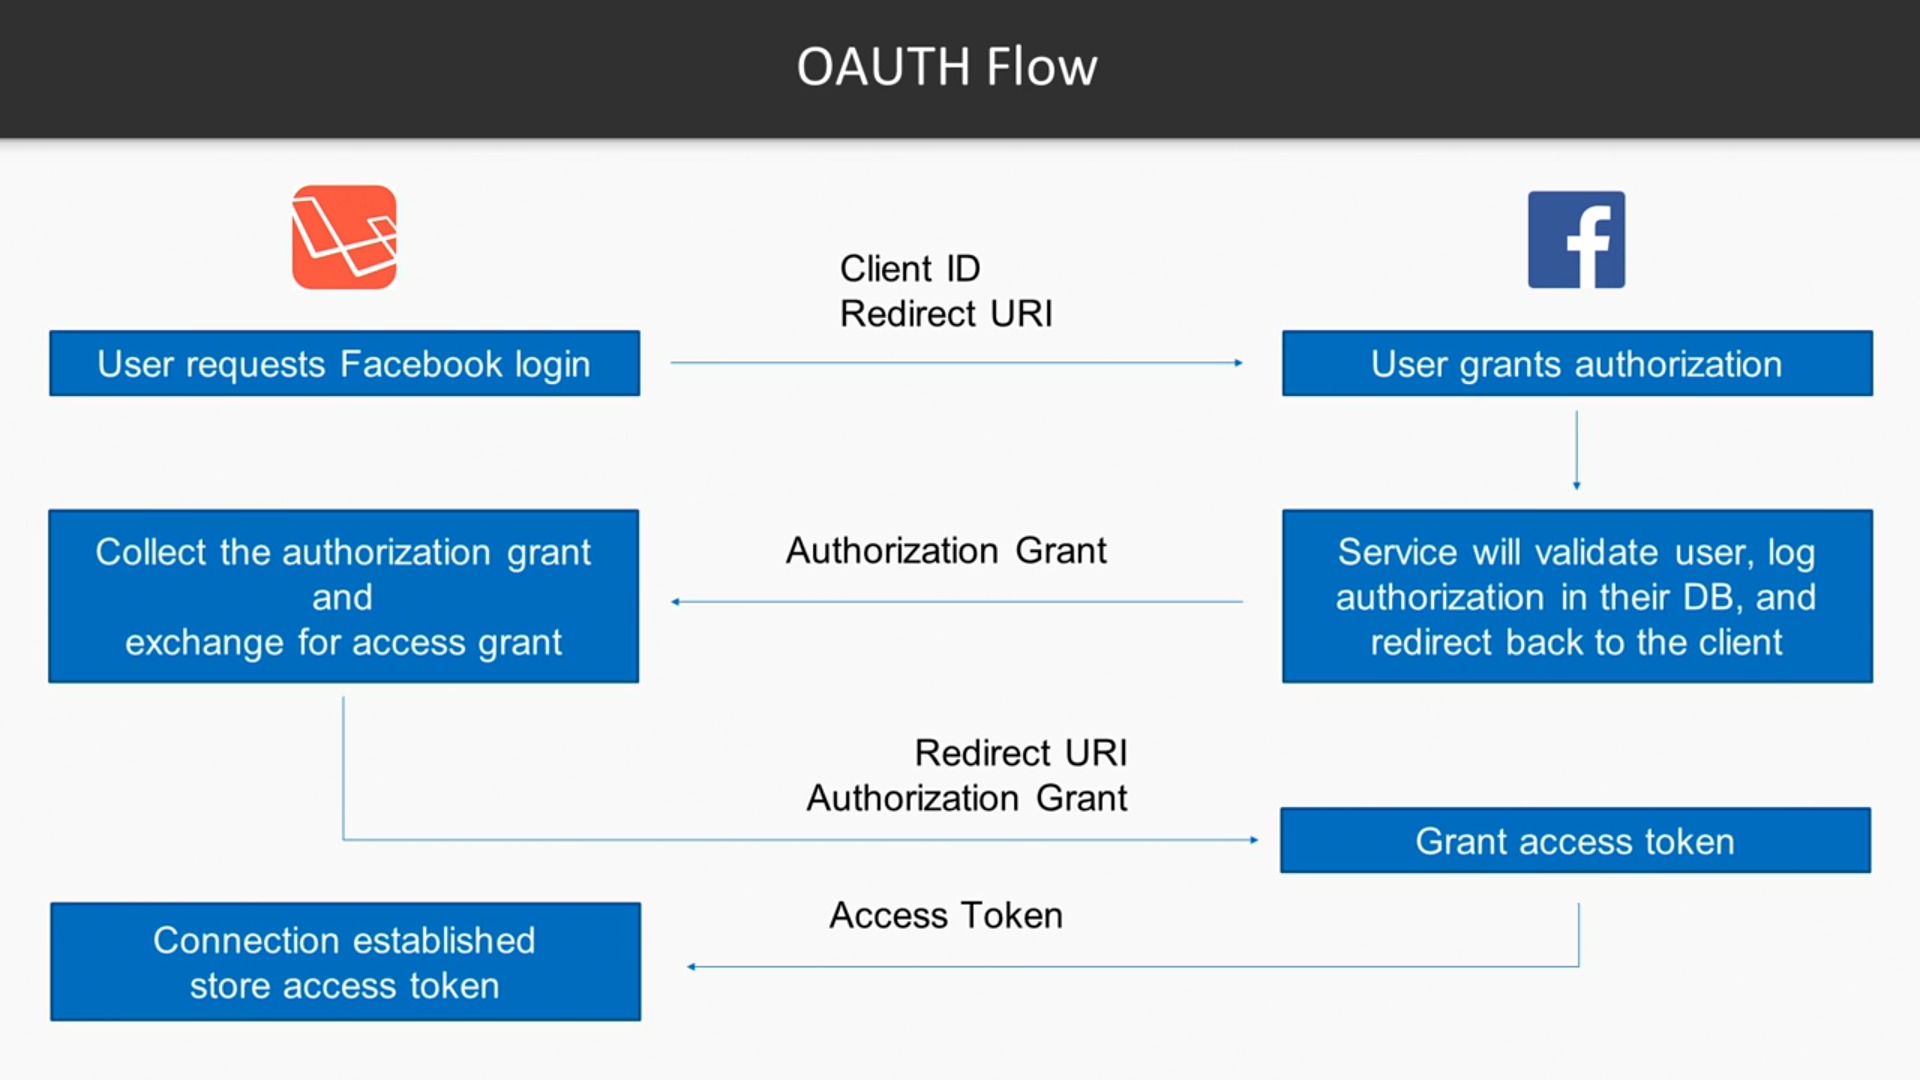 OAUTH Flow
Client ID
Redirect URI
User requests Facebook login
User grants authorization
Collect the authorization grant
and
exchange for access grant
Authorization Grant
Service will validate user, log
authorization in their DB, and
redirect back to the client
Redirect URI
Authorization Grant
Grant access token
Access Token
Connection established
store access token